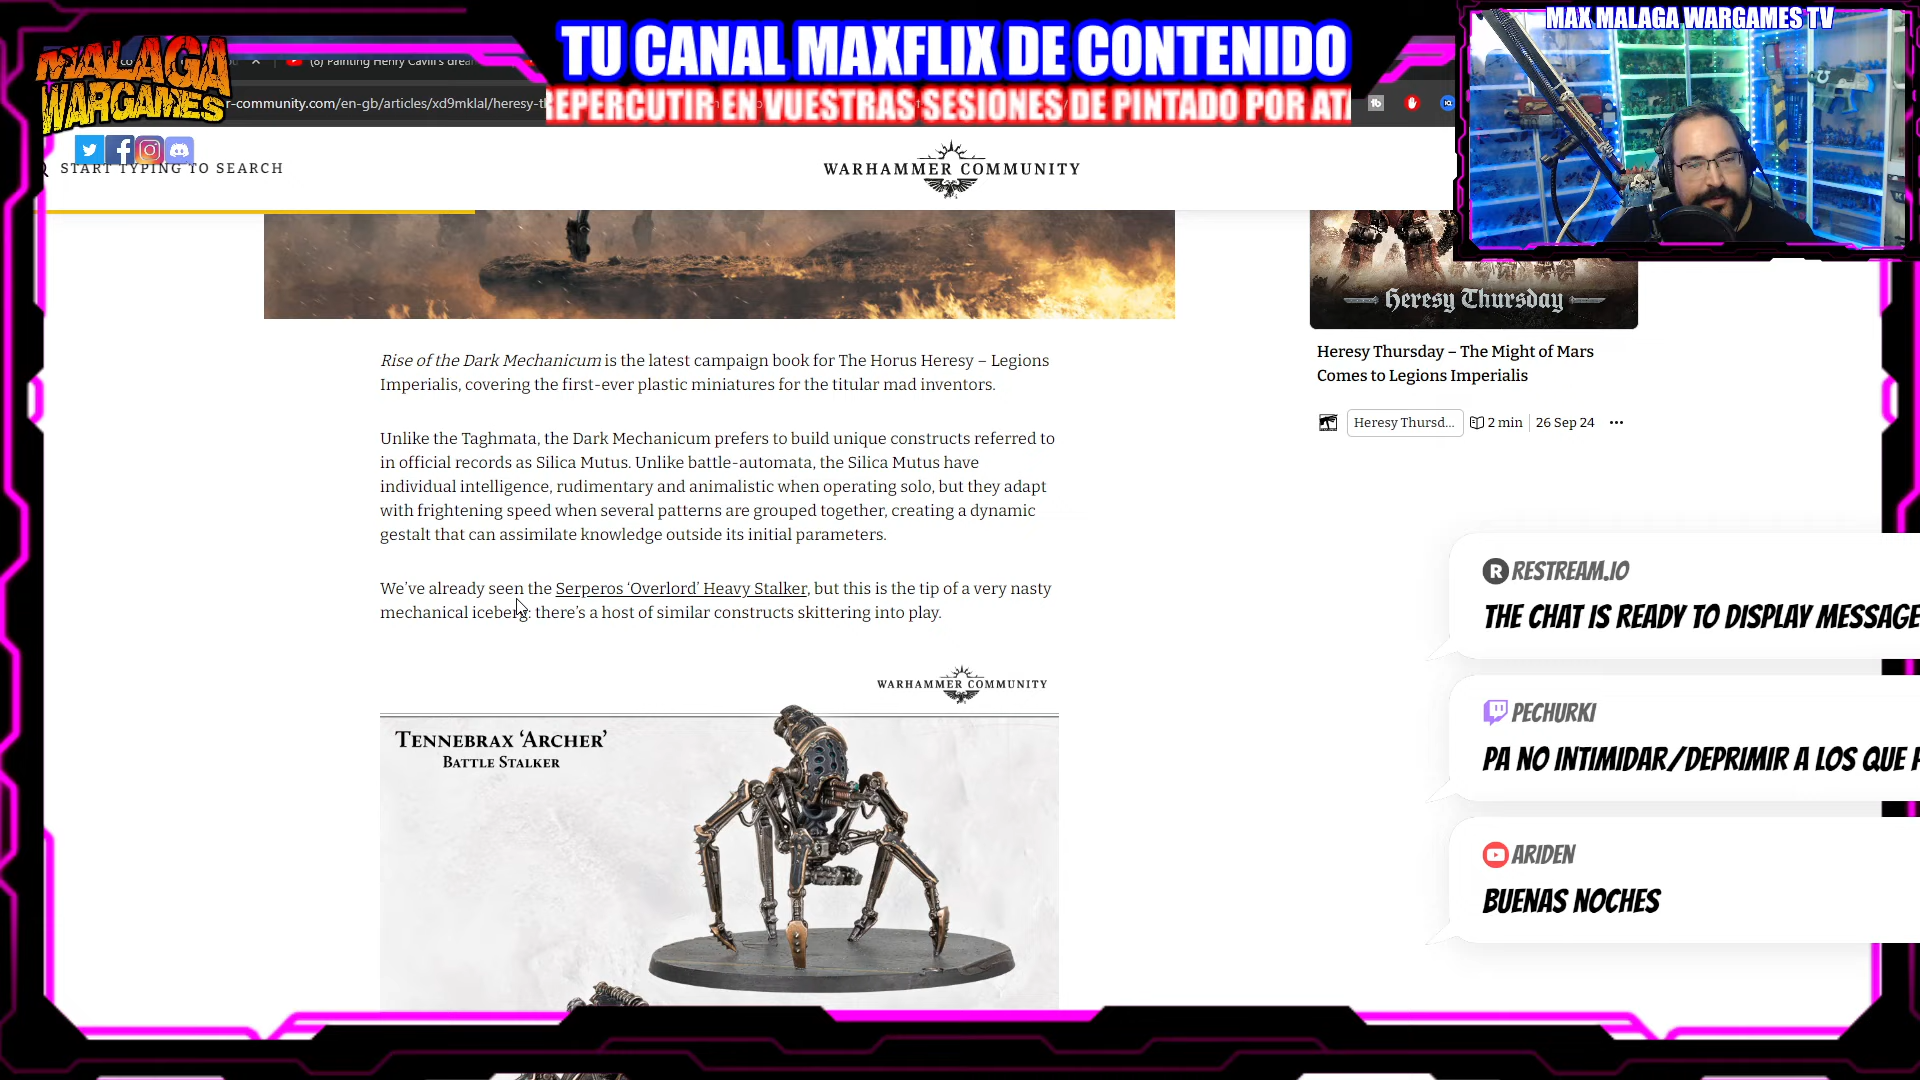 MALAGA
WARGAMES
TU CANAL MAXFLIX DE CONTENIDO
EPERCUTIR EN VUESTRAS SESIONES DE PINTADO POR AT.
MAX MALAGA WARGAMES TV
(8) Painting Henry Cavill's drea
r-community.com/en-gb/articles/xd9mklal/heresy-t
START TYPING TO SEARCH
WARHAMMER COMMUNITY
Heresy Thursday
Heresy Thursday – The Might of Mars
Comes to Legions Imperialis
Heresy Thursd... 2 min 26 Sep 24 •••
Rise of the Dark Mechanicum is the latest campaign book for The Horus Heresy – Legions
Imperialis, covering the first-ever plastic miniatures for the titular mad inventors.
Unlike the Taghmata, the Dark Mechanicum prefers to build unique constructs referred to
in official records as Silica Mutus. Unlike battle-automata, the Silica Mutus have
individual intelligence, rudimentary and animalistic when operating solo, but they adapt
with frightening speed when several patterns are grouped together, creating a dynamic
gestalt that can assimilate knowledge outside its initial parameters.
We've already seen the Serperos ‘Overlord’ Heavy Stalker, but this is the tip of a very nasty
mechanical iceberg: there's a host of similar constructs skittering into play.
WARHAMMER COMMUNITY
TENNEBRAX ‘ARCHER’
BATTLE STALKER
RESTREAM.IO
THE CHAT IS READY TO DISPLAY MESSAGE
PECHURKI
PA NO INTIMIDAR/DEPRIMIR A LOS QUE
ARIDEN
BUENAS NOCHES